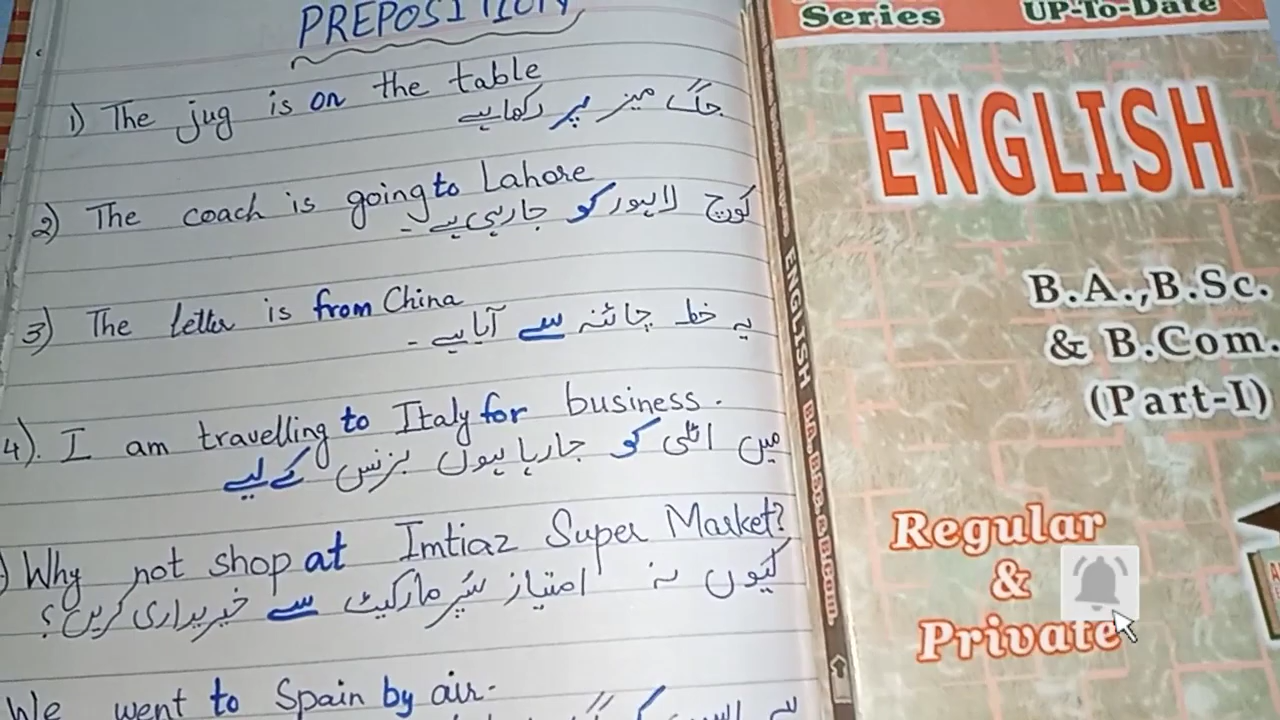 PREPOSITION
1) The jug is on the table
جگ میز پر رکھا ہے
2) The coach is going to Lahore
کوچ لاہور کو جا رہی ہے۔
3) The letter is from China
یہ خط چائنہ سے آیا ہے۔
4). I am travelling to Italy for business.
میں اٹلی کو جا رہا ہوں بزنس کے لیے
) Why not shop at Imtiaz Super Market?
کیوں نہ امتیاز سپر مارکیٹ سے خریداری کریں؟
We went to Spain by air.
Series UP-To-Date
ENGLISH
B.A.,B.Sc.
& B.Com.
(Part-I)
Regular
&
Private
ENGLISH B.A, B.Sc. & B.Com.